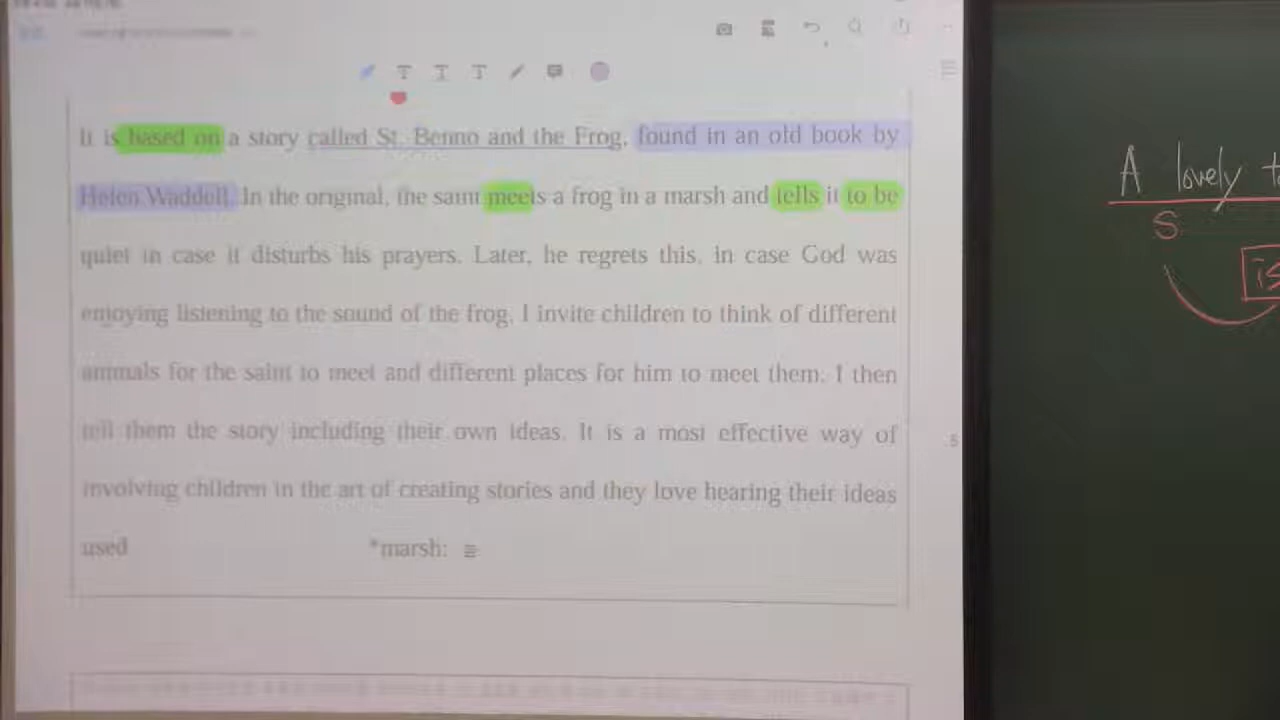 It is based on a story called St. Benno and the Frog, found in an old book by
Helen Waddell. In the original, the saint meets a frog in a marsh and tells it to be
quiet in case it disturbs his prayers. Later, he regrets this, in case God was
enjoying listening to the sound of the frog. I invite children to think of different
animals for the saint to meet and different places for him to meet them. I then
tell them the story including their own ideas. It is a most effective way of
involving children in the art of creating stories and they love hearing their ideas
used
*marsh: 늪
5
A lovely
S
is